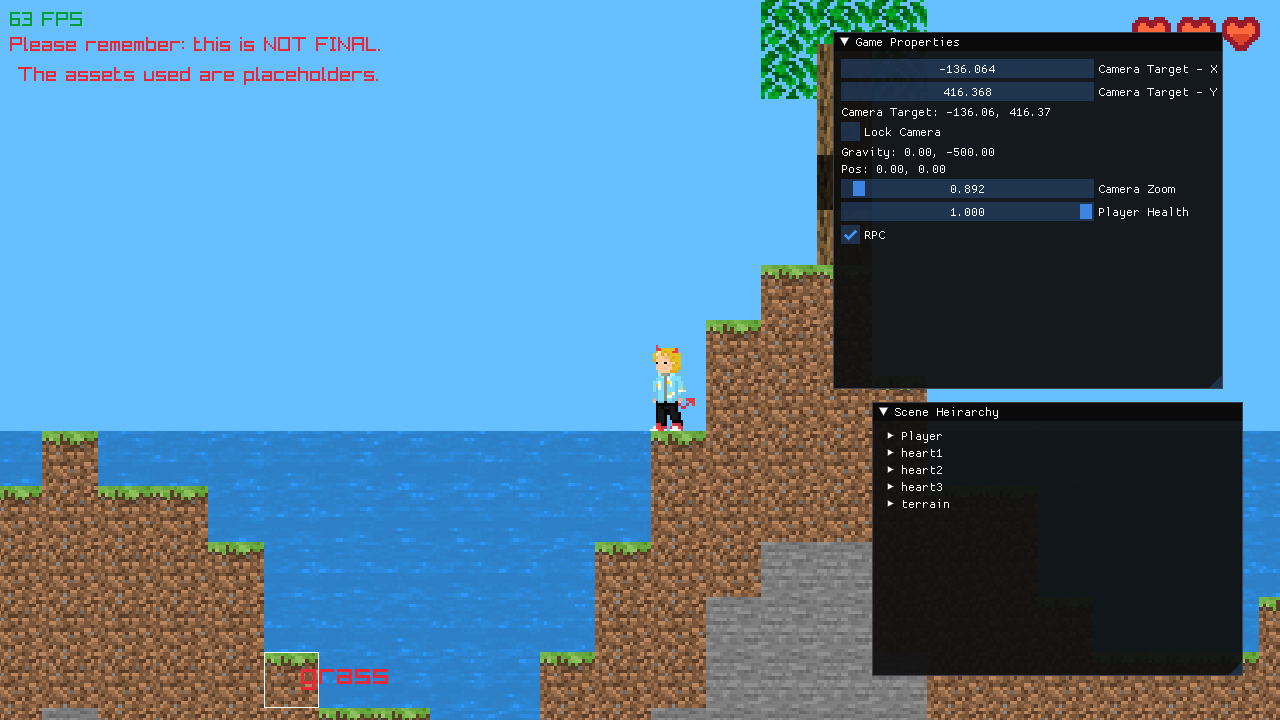 63 FPS
Please remember: this is NOT FINAL.
The assets used are placeholders.
Game Properties
-136.064 Camera Target - X
416.368 Camera Target - Y
Camera Target: -136.06, 416.37
Lock Camera
Gravity: 0.00, -500.00
Pos: 0.00, 0.00
0.892 Camera Zoom
1.000 Player Health
RPC
Scene Heirarchy
Player
heart1
heart2
heart3
terrain
grass